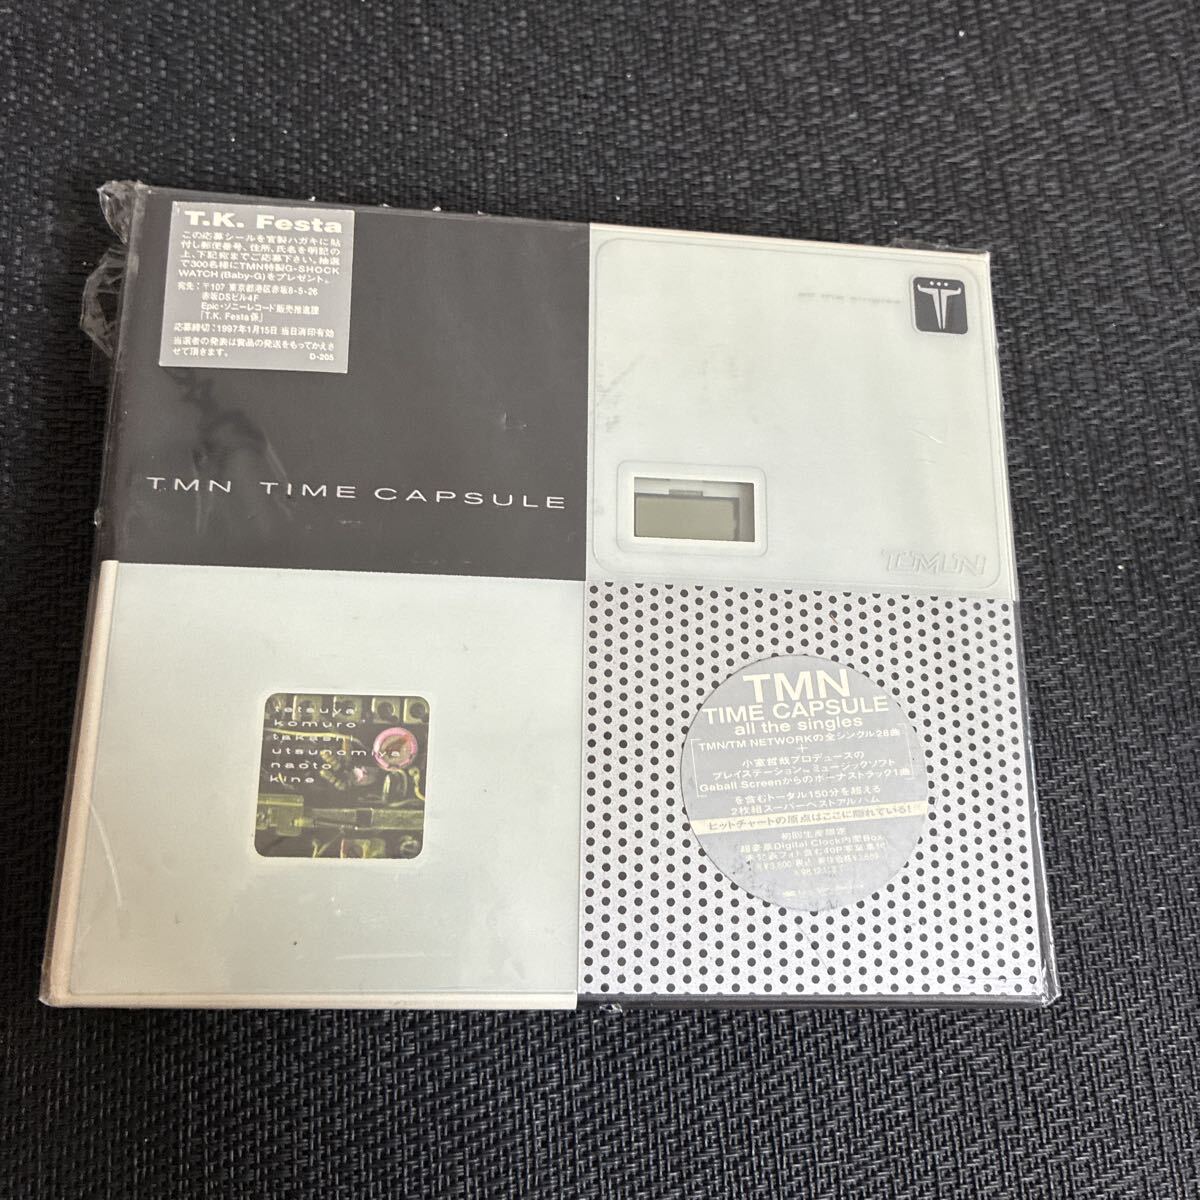 T.K. Festa
この応募シールを官製ハガキに貼
付し郵便番号、住所、氏名を明記の
上、下記宛までご応募下さい。抽選
で300名様にTMN特製G-SHOCK
WATCH (Baby-G)をプレゼント。
宛先：〒107 東京都港区赤坂8-5-26
赤坂DSビル4F
Epic・ソニーレコード販売推進課
「T.K. Festa係」
応募締切：1997年1月15日 当日消印有効
当選者の発表は賞品の発送をもってかえさ
せて頂きます。 D-205
TMN TIME CAPSULE
TMN
tetsuya
komuro
takashi
utsunomiya
naoto
kine
TMN
TIME CAPSULE
all the singles
TMN/TM NETWORKの全シングル28曲
+
小室哲哉プロデュースの
プレイステーション™ミュージックソフト
Gaball Screenからのボーナストラック1曲
を含むトータル150分を超える
2枚組スーパーベストアルバム
ヒットチャートの原点はここに隠れている!
初回生産限定
超豪華Digital Clock内蔵Box